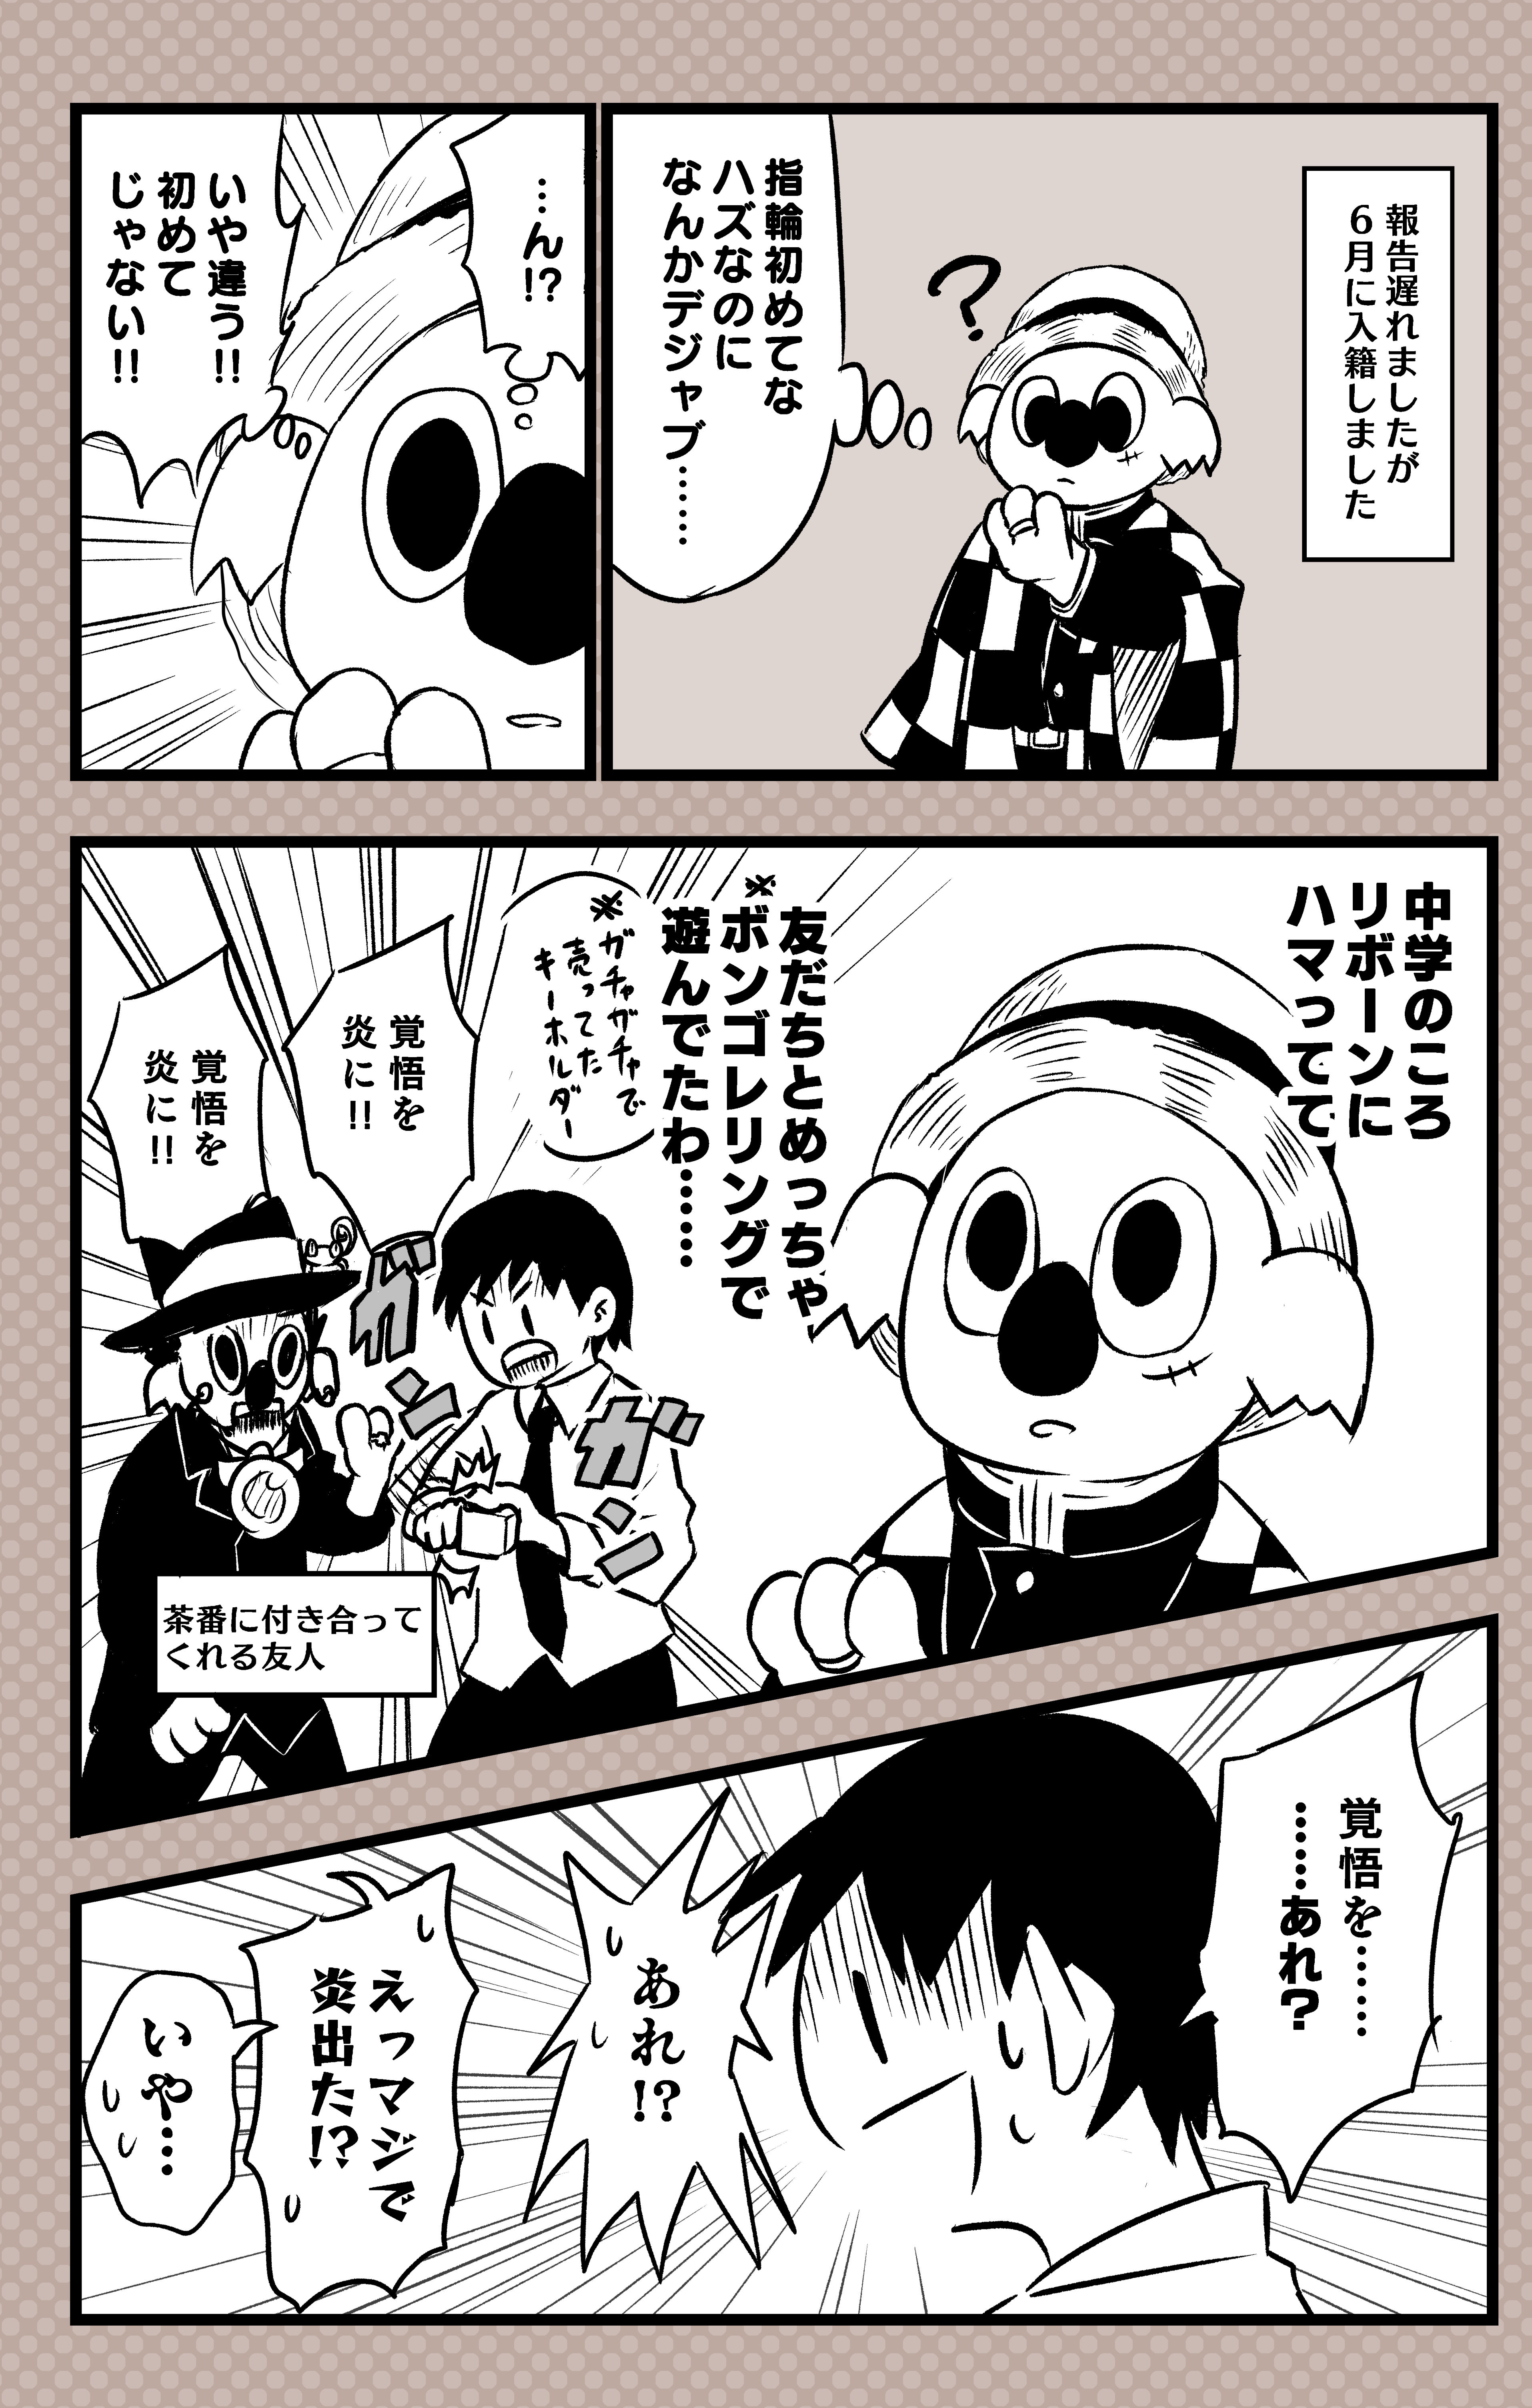 報告遅れましたが
6月に入籍しました
指輪初めてな
ハズなのに
なんかデジャブ……
…ん!?
いや違う!!
初めて
じゃない!!
中学のころ
リボーンに
ハマってて
友だちとめっちゃ
※ボンゴレリングで
遊んでたわ……
※ガチャガチャで
売ってた
キーホルダー
覚悟を
炎に!!
覚悟を
炎に!!
ガンガン
茶番に付き合って
くれる友人
覚悟を……
……あれ?
あれ!?
えっマジで
炎出た!?
いや…